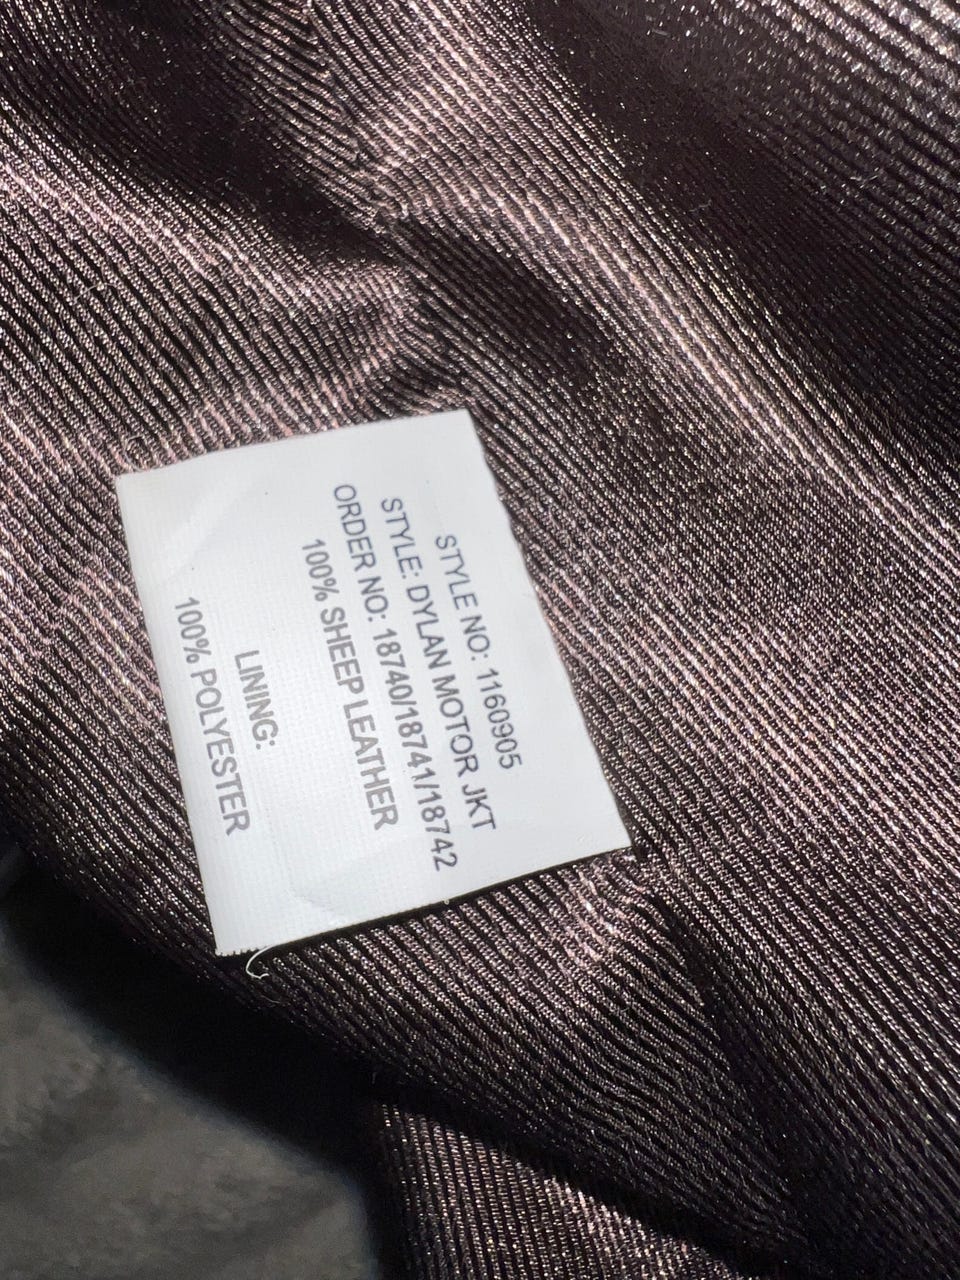 STYLE NO: 1160905
STYLE: DYLAN MOTOR JKT
ORDER NO: 18740/18741/18742
100% SHEEP LEATHER
LINING:
100% POLYESTER